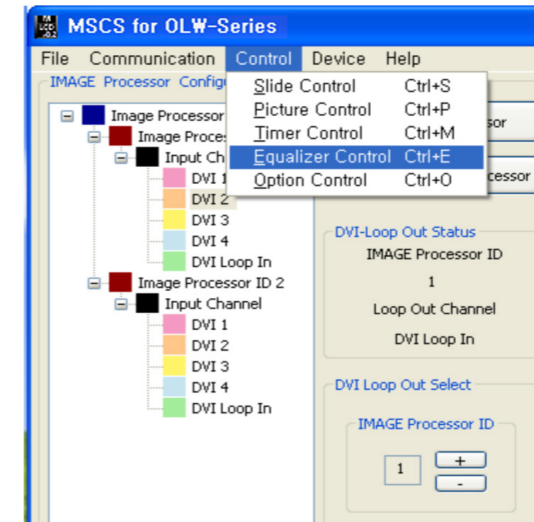 MSCS for OLW-Series
File Communication Control Device Help
IMAGE Processor Config
Slide Control Ctrl+S
Picture Control Ctrl+P
Timer Control Ctrl+M
Equalizer Control Ctrl+E
Option Control Ctrl+O
Image Processor
Image Proce
Input Ch
DVI 1
DVI 2
DVI 3
DVI 4
DVI Loop In
Image Processor ID 2
Input Channel
DVI 1
DVI 2
DVI 3
DVI 4
DVI Loop In
sor
cessor
DVI-Loop Out Status
IMAGE Processor ID
1
Loop Out Channel
DVI Loop In
DVI Loop Out Select
IMAGE Processor ID
1
+
-